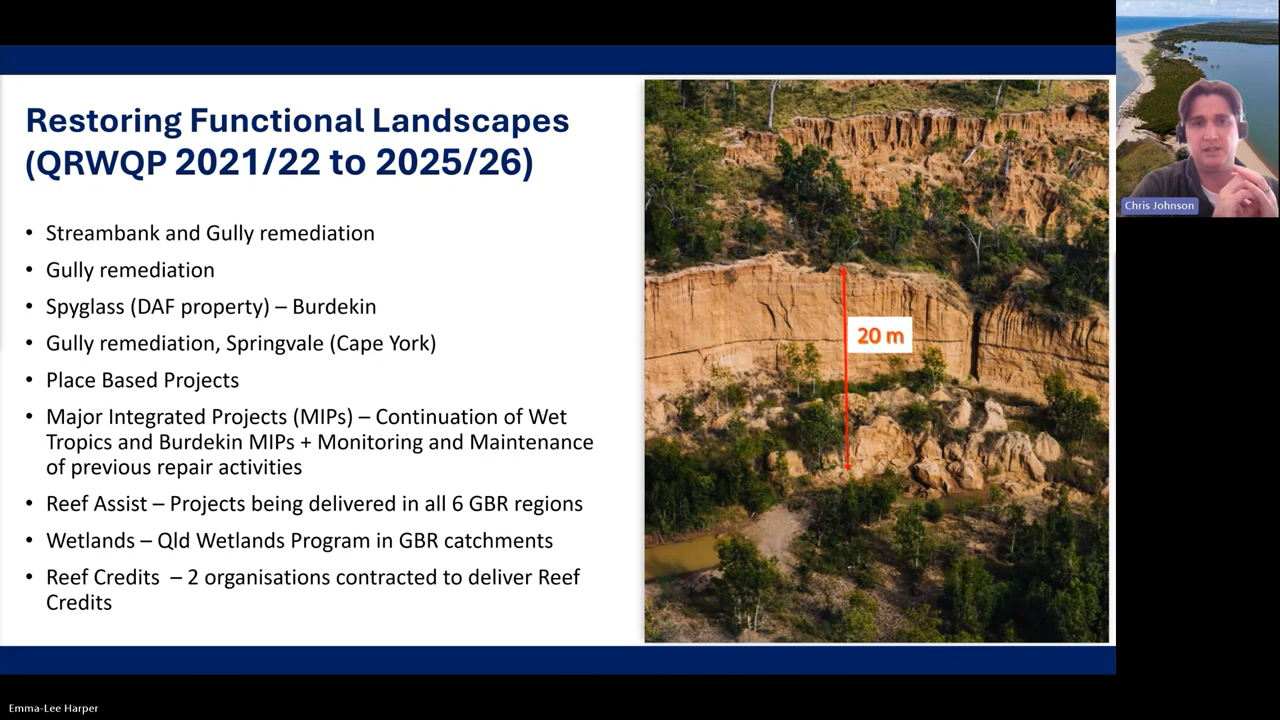 Restoring Functional Landscapes
(QRWQP 2021/22 to 2025/26)
• Streambank and Gully remediation
• Gully remediation
• Spyglass (DAF property) – Burdekin
• Gully remediation, Springvale (Cape York)
• Place Based Projects
• Major Integrated Projects (MIPs) – Continuation of Wet
Tropics and Burdekin MIPs + Monitoring and Maintenance
of previous repair activities
• Reef Assist – Projects being delivered in all 6 GBR regions
• Wetlands – Qld Wetlands Program in GBR catchments
• Reef Credits – 2 organisations contracted to deliver Reef
Credits
20 m
Chris Johnson
Emma-Lee Harper